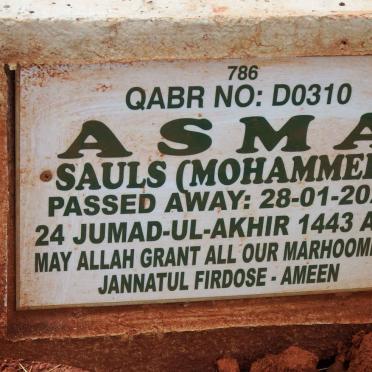 786
QABR NO: D0310
ASMA
SAULS (MOHAMME
PASSED AWAY: 28-01-20
24 JUMAD-UL-AKHIR 1443 A
MAY ALLAH GRANT ALL OUR MARHOOM
JANNATUL FIRDOSE - AMEEN